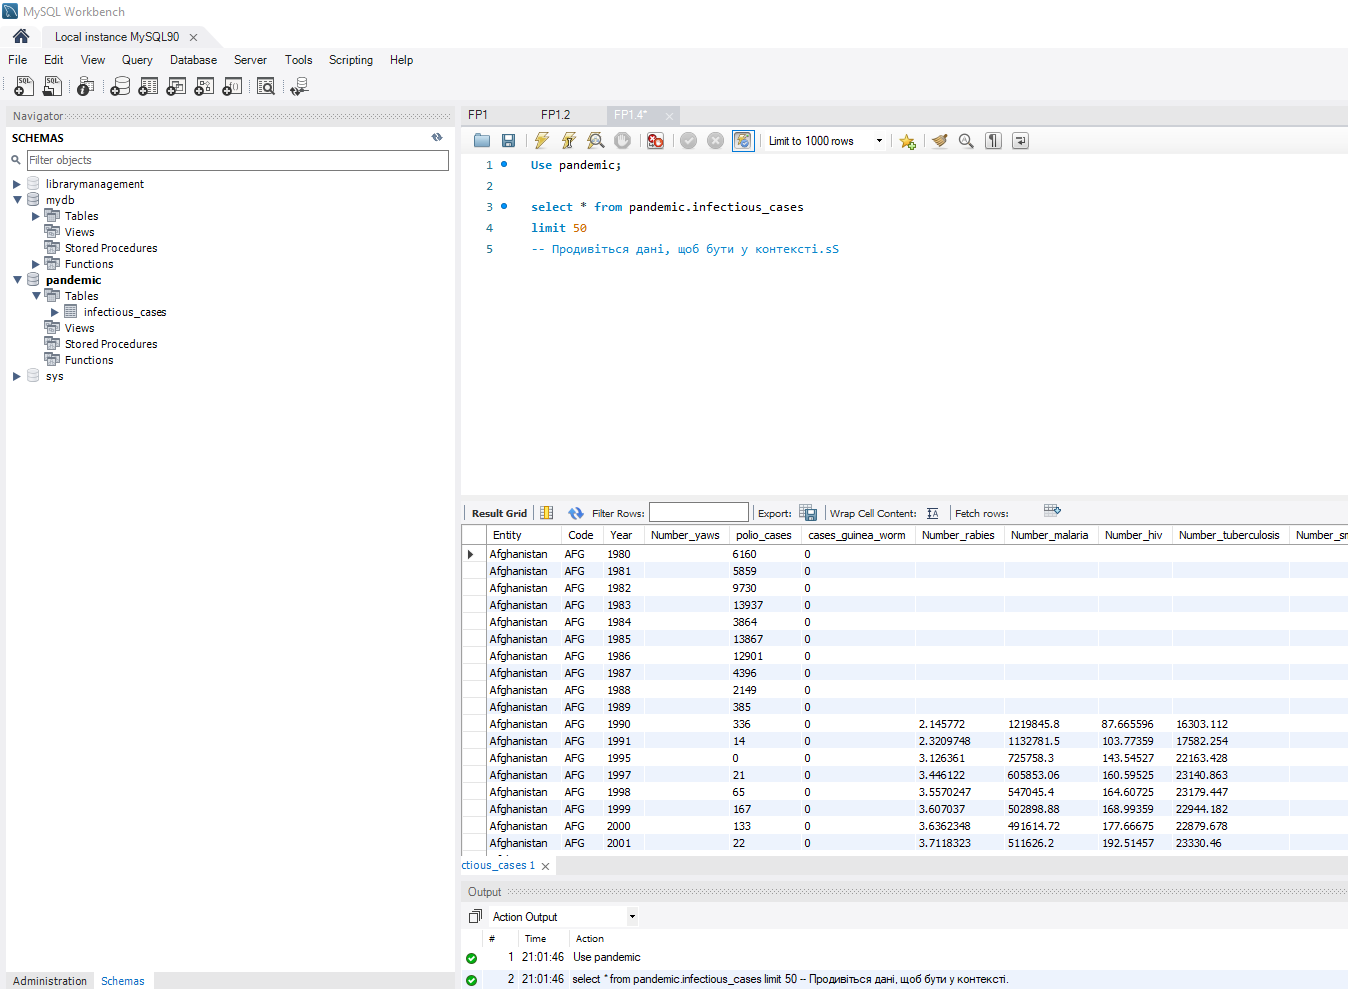 MySQL Workbench
Local instance MySQL90
File Edit View Query Database Server Tools Scripting Help
Navigator
SCHEMAS
Filter objects
librarymanagement
mydb
Tables
Views
Stored Procedures
Functions
pandemic
Tables
infectious_cases
Views
Stored Procedures
Functions
sys
Administration Schemas
FP1 FP1.2 FP1.4*
Limit to 1000 rows
1 Use pandemic;
2
3 select * from pandemic.infectious_cases
4 limit 50
5 -- Продивіться дані, щоб бути у контексті.sS
Result Grid Filter Rows: Export: Wrap Cell Content: Fetch rows:
Entity Code Year Number_yaws polio_cases cases_guinea_worm Number_rabies Number_malaria Number_hiv Number_tuberculosis Number_sm
Afghanistan AFG 1980 6160 0
Afghanistan AFG 1981 5859 0
Afghanistan AFG 1982 9730 0
Afghanistan AFG 1983 13937 0
Afghanistan AFG 1984 3864 0
Afghanistan AFG 1985 13867 0
Afghanistan AFG 1986 12901 0
Afghanistan AFG 1987 4396 0
Afghanistan AFG 1988 2149 0
Afghanistan AFG 1989 385 0
Afghanistan AFG 1990 336 0 2.145772 1219845.8 87.665596 16303.112
Afghanistan AFG 1991 14 0 2.3209748 1132781.5 103.77359 17582.254
Afghanistan AFG 1995 0 0 3.126361 725758.3 143.54527 22163.428
Afghanistan AFG 1997 21 0 3.446122 605853.06 160.59525 23140.863
Afghanistan AFG 1998 65 0 3.5570247 547045.4 164.60725 23179.447
Afghanistan AFG 1999 167 0 3.607037 502898.88 168.99359 22944.182
Afghanistan AFG 2000 133 0 3.6362348 491614.72 177.66675 22879.678
Afghanistan AFG 2001 22 0 3.7118323 511626.2 192.51457 23330.46
ctious_cases 1
Output
Action Output
# Time Action
1 21:01:46 Use pandemic
2 21:01:46 select * from pandemic.infectious_cases limit 50 -- Продивіться дані, щоб бути у контексті.